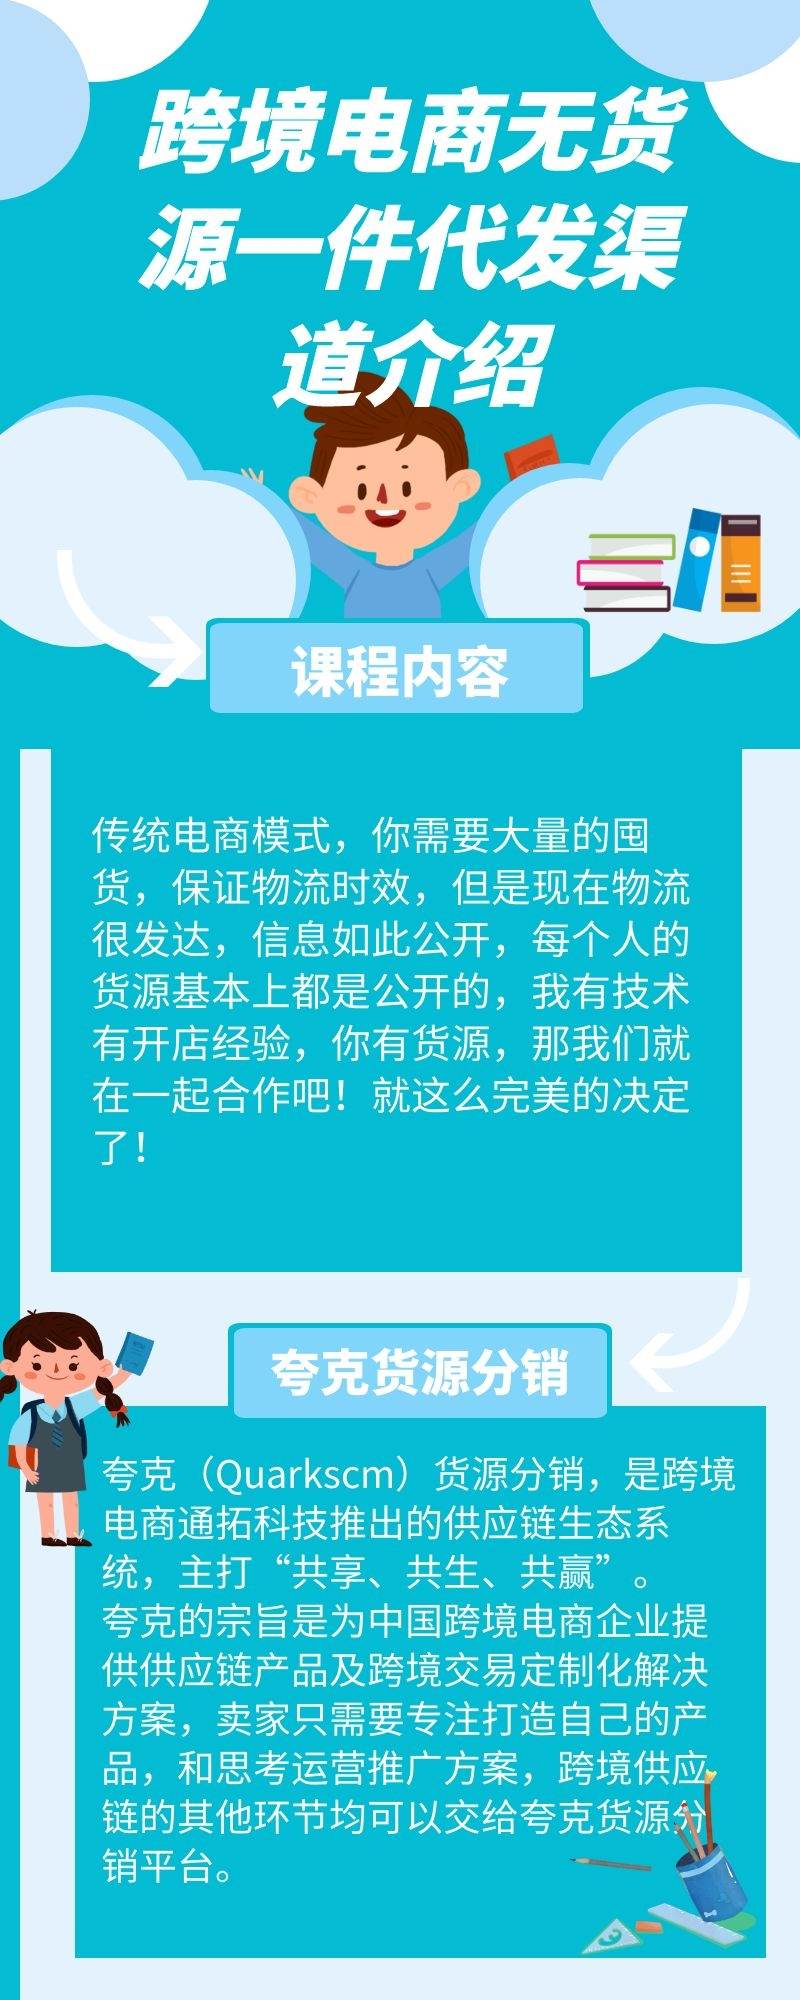 跨境电商无货
源一件代发渠
道介绍
课程内容
传统电商模式，你需要大量的囤
货，保证物流时效，但是现在物流
很发达，信息如此公开，每个人的
货源基本上都是公开的，我有技术
有开店经验，你有货源，那我们就
在一起合作吧！就这么完美的决定
了！
夸克货源分销
夸克（Quarkscm）货源分销，是跨境
电商通拓科技推出的供应链生态系
统，主打“共享、共生、共赢”。
夸克的宗旨是为中国跨境电商企业提
供供应链产品及跨境交易定制化解决
方案，卖家只需要专注打造自己的产
品，和思考运营推广方案，跨境供应
链的其他环节均可以交给夸克货源分
销平台。